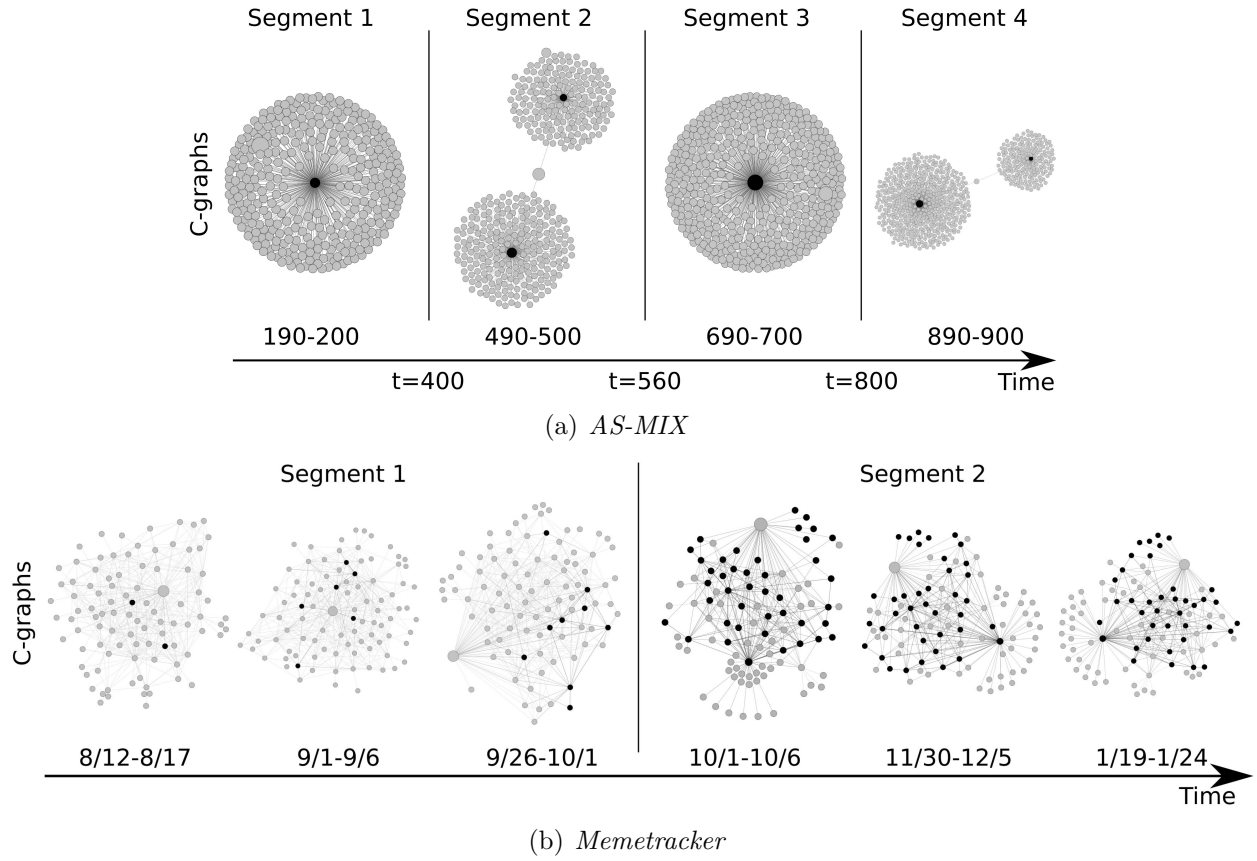 Segment 1 Segment 2 Segment 3 Segment 4
C-graphs
190-200 490-500 690-700 890-900
t=400 t=560 t=800 Time
(a) AS-MIX
Segment 1 Segment 2
C-graphs
8/12-8/17 9/1-9/6 9/26-10/1 10/1-10/6 11/30-12/5 1/19-1/24
Time
(b) Memetracker